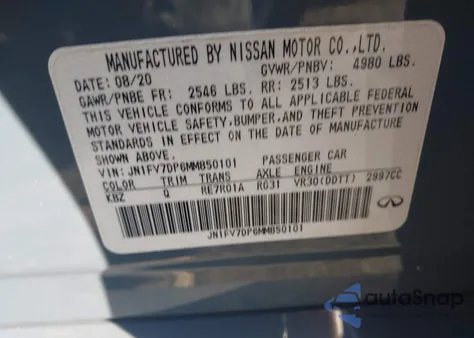 MANUFACTURED BY NISSAN MOTOR CO.,LTD.
DATE: 08/20 GVWR/PNBV: 4980 LBS.
GAWR/PNBE FR: 2546 LBS. RR: 2513 LBS.
THIS VEHICLE CONFORMS TO ALL APPLICABLE FEDERAL
MOTOR VEHICLE SAFETY, BUMPER, AND THEFT PREVENTION
STANDARDS IN EFFECT ON THE DATE OF MANUFACTURE
SHOWN ABOVE.
VIN: JN1FV7DP6MM850101 PASSENGER CAR
COLOR TRIM TRANS AXLE ENGINE
KBZ Q RE7R01A RG31 VR30(DDTT) 2997CC
JN1FV7DP6MM850101
autoSnap